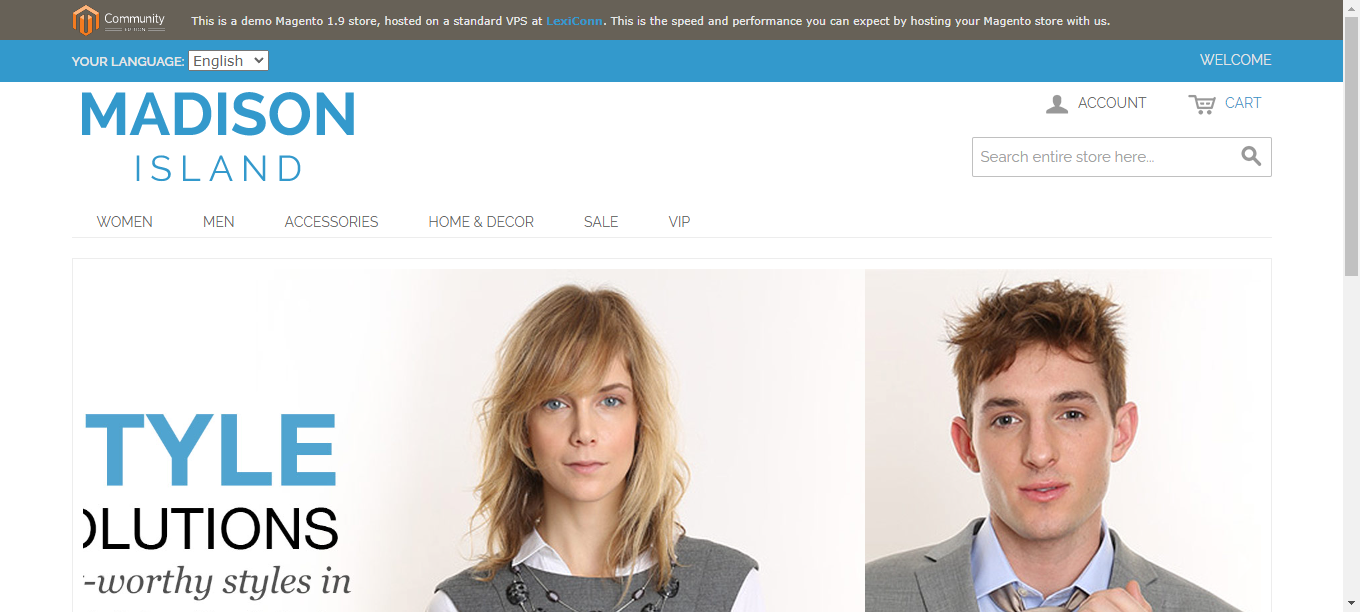 Community
EDITION
This is a demo Magento 1.9 store, hosted on a standard VPS at LexiConn. This is the speed and performance you can expect by hosting your Magento store with us.
YOUR LANGUAGE: English
WELCOME
MADISON
ISLAND
ACCOUNT
CART
Search entire store here...
WOMEN
MEN
ACCESSORIES
HOME & DECOR
SALE
VIP
TYLE
OLUTIONS
-worthy styles in